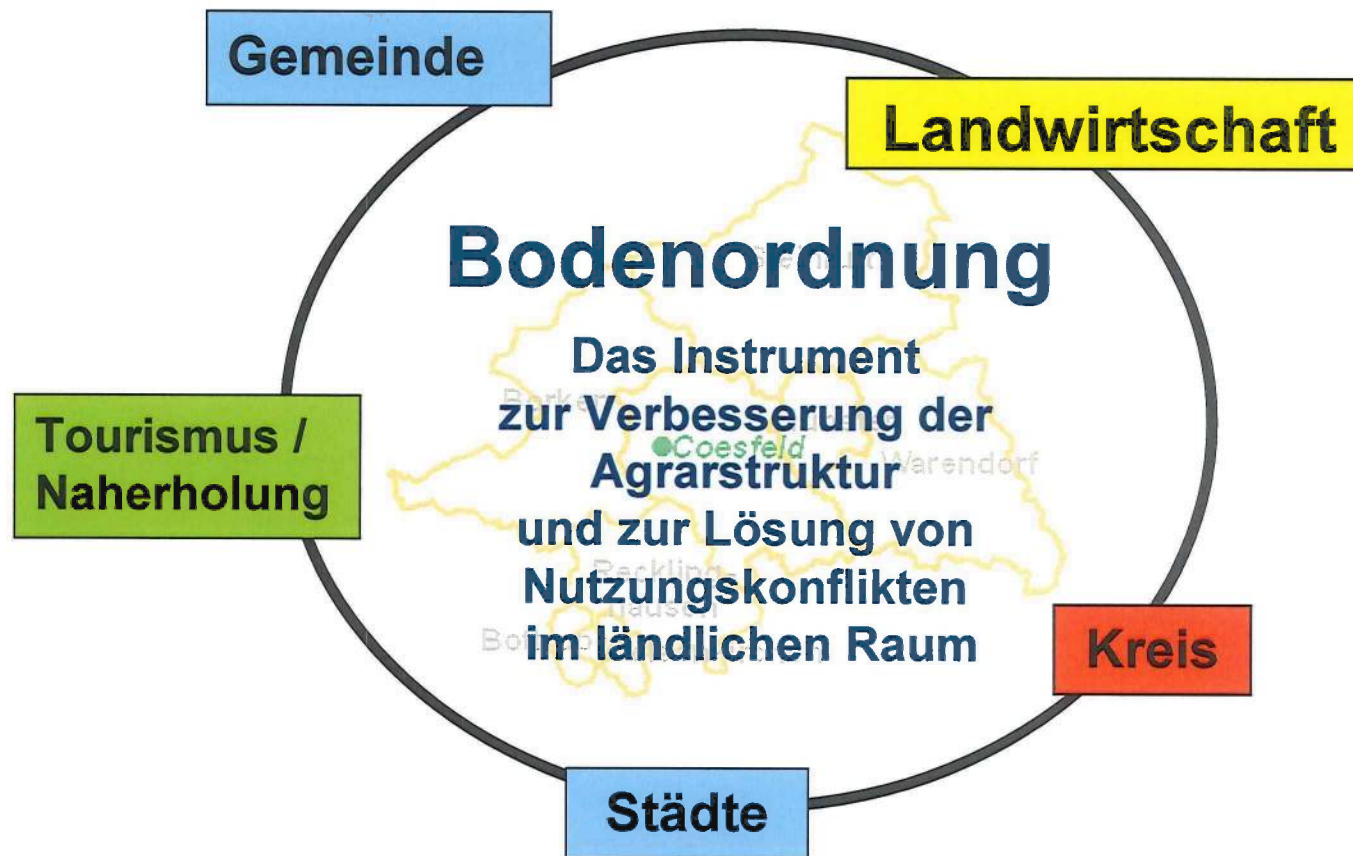 Gemeinde
Landwirtschaft
Bodenordnung
Das Instrument
zur Verbesserung der
Agrarstruktur
und zur Lösung von
Nutzungskonflikten
im ländlichen Raum
Coesfeld
Warendorf
Tourismus /
Naherholung
Kreis
Städte